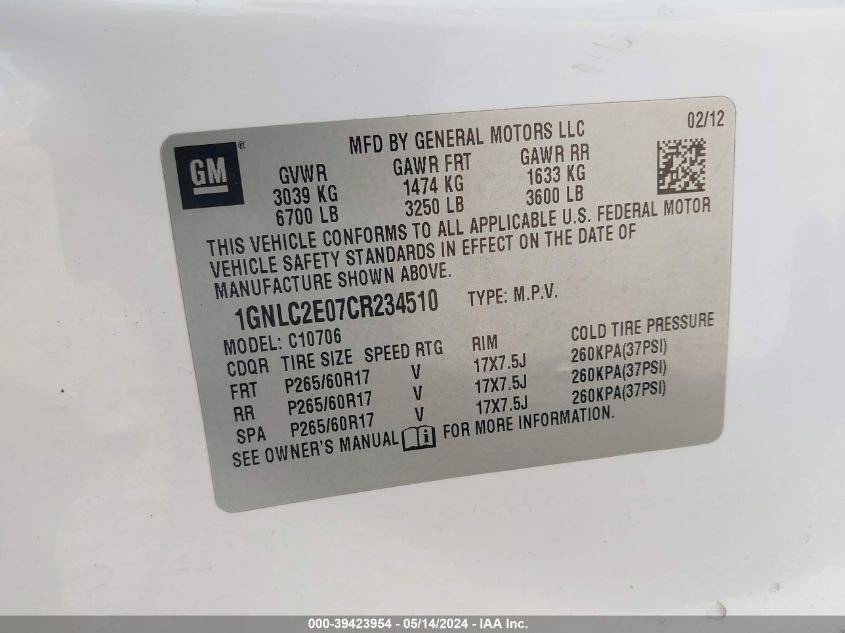 GM ®
MFD BY GENERAL MOTORS LLC 02/12
GVWR GAWR FRT GAWR RR
3039 KG 1474 KG 1633 KG
6700 LB 3250 LB 3600 LB
THIS VEHICLE CONFORMS TO ALL APPLICABLE U.S. FEDERAL MOTOR
VEHICLE SAFETY STANDARDS IN EFFECT ON THE DATE OF
MANUFACTURE SHOWN ABOVE.
1GNLC2E07CR234510 TYPE: M.P.V.
MODEL: C10706
CDQR TIRE SIZE SPEED RTG RIM COLD TIRE PRESSURE
FRT P265/60R17 V 17X7.5J 260KPA(37PSI)
RR P265/60R17 V 17X7.5J 260KPA(37PSI)
SPA P265/60R17 V 17X7.5J 260KPA(37PSI)
SEE OWNER'S MANUAL i FOR MORE INFORMATION.
000-39423954 - 05/14/2024 - IAA Inc.